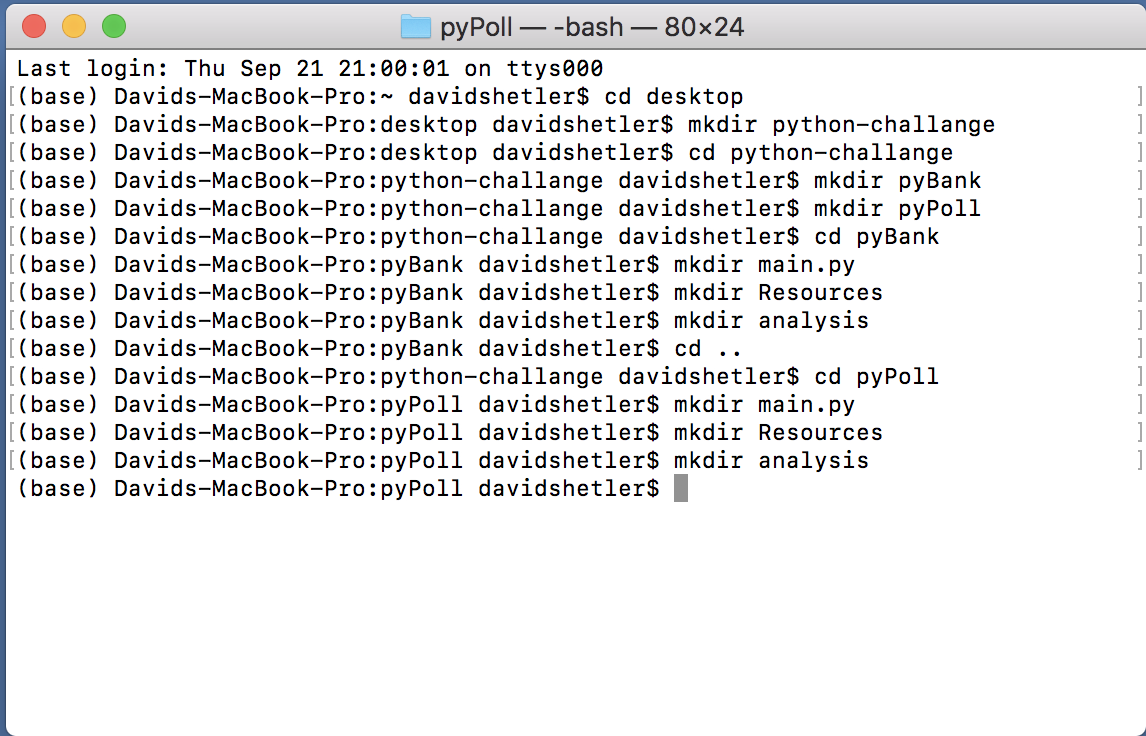 pyPoll — -bash — 80×24
Last login: Thu Sep 21 21:00:01 on ttys000
[(base) Davids-MacBook-Pro:~ davidshetler$ cd desktop ]
[(base) Davids-MacBook-Pro:desktop davidshetler$ mkdir python-challange ]
[(base) Davids-MacBook-Pro:desktop davidshetler$ cd python-challange ]
[(base) Davids-MacBook-Pro:python-challange davidshetler$ mkdir pyBank ]
[(base) Davids-MacBook-Pro:python-challange davidshetler$ mkdir pyPoll ]
[(base) Davids-MacBook-Pro:python-challange davidshetler$ cd pyBank ]
[(base) Davids-MacBook-Pro:pyBank davidshetler$ mkdir main.py ]
[(base) Davids-MacBook-Pro:pyBank davidshetler$ mkdir Resources ]
[(base) Davids-MacBook-Pro:pyBank davidshetler$ mkdir analysis ]
[(base) Davids-MacBook-Pro:pyBank davidshetler$ cd .. ]
[(base) Davids-MacBook-Pro:python-challange davidshetler$ cd pyPoll ]
[(base) Davids-MacBook-Pro:pyPoll davidshetler$ mkdir main.py ]
[(base) Davids-MacBook-Pro:pyPoll davidshetler$ mkdir Resources ]
[(base) Davids-MacBook-Pro:pyPoll davidshetler$ mkdir analysis ]
(base) Davids-MacBook-Pro:pyPoll davidshetler$